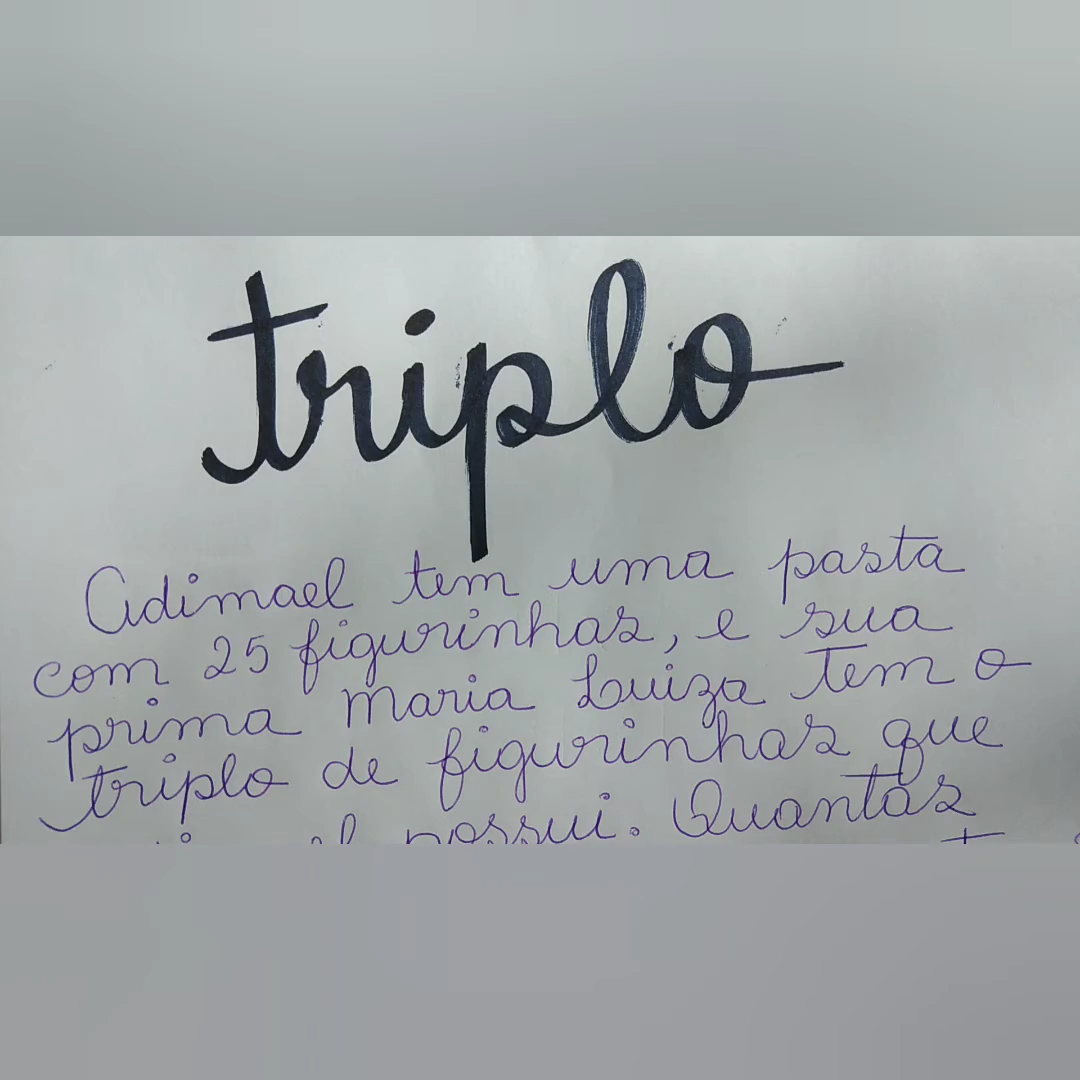 triplo
Adimael tem uma pasta
com 25 figurinhas, e sua
prima Maria Luiza tem o
triplo de figurinhas que
possui. Quantas